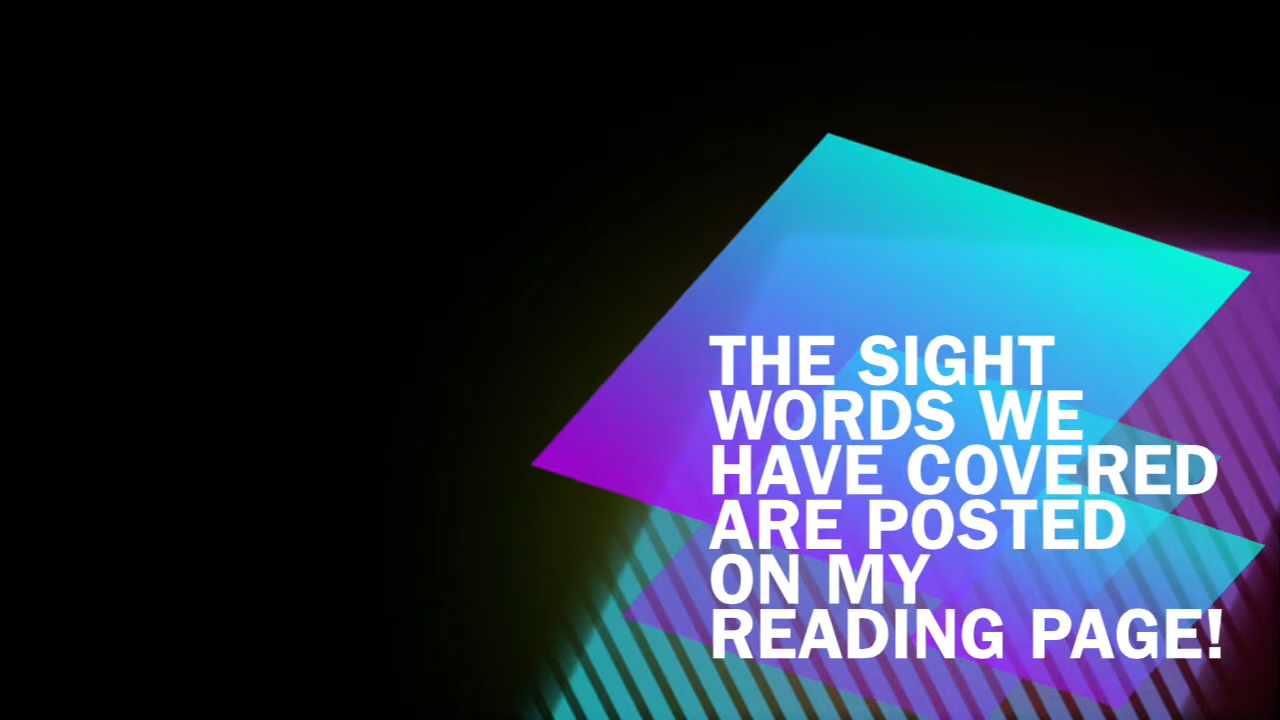 THE SIGHT
WORDS WE
HAVE COVERED
ARE POSTED
ON MY
READING PAGE!